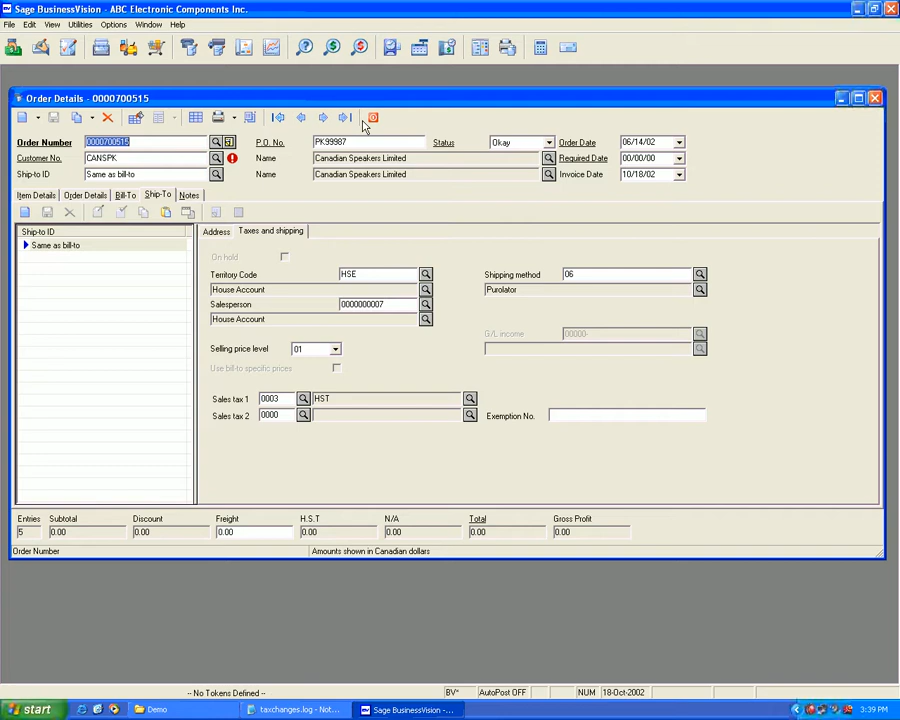 Sage BusinessVision - ABC Electronic Components Inc.
File Edit View Utilities Options Window Help
Order Details - 0000700515
Order Number 0000700515 P.O. No. PK99987 Status Okay Order Date 06/14/02
Customer No. CANSPK Name Canadian Speakers Limited Required Date 00/00/00
Ship-to ID Same as bill-to Name Canadian Speakers Limited Invoice Date 10/18/02
Item Details Order Details Bill-To Ship-To Notes
Ship-to ID Address Taxes and shipping
Same as bill-to
On hold
Territory Code HSE Shipping method 06
House Account Purolator
Salesperson 0000000007
House Account
G/L income 00000-
Selling price level 01
Use bill-to specific prices
Sales tax 1 0003 HST
Sales tax 2 0000 Exemption No.
Entries Subtotal Discount Freight H.S.T N/A Total Gross Profit
5 0.00 0.00 0.00 0.00 0.00 0.00 0.00
Order Number Amounts shown in Canadian dollars
-- No Tokens Defined -- BV* AutoPost OFF NUM 18-Oct-2002
start Demo taxchanges.log - Not... Sage BusinessVision -... 3:39 PM